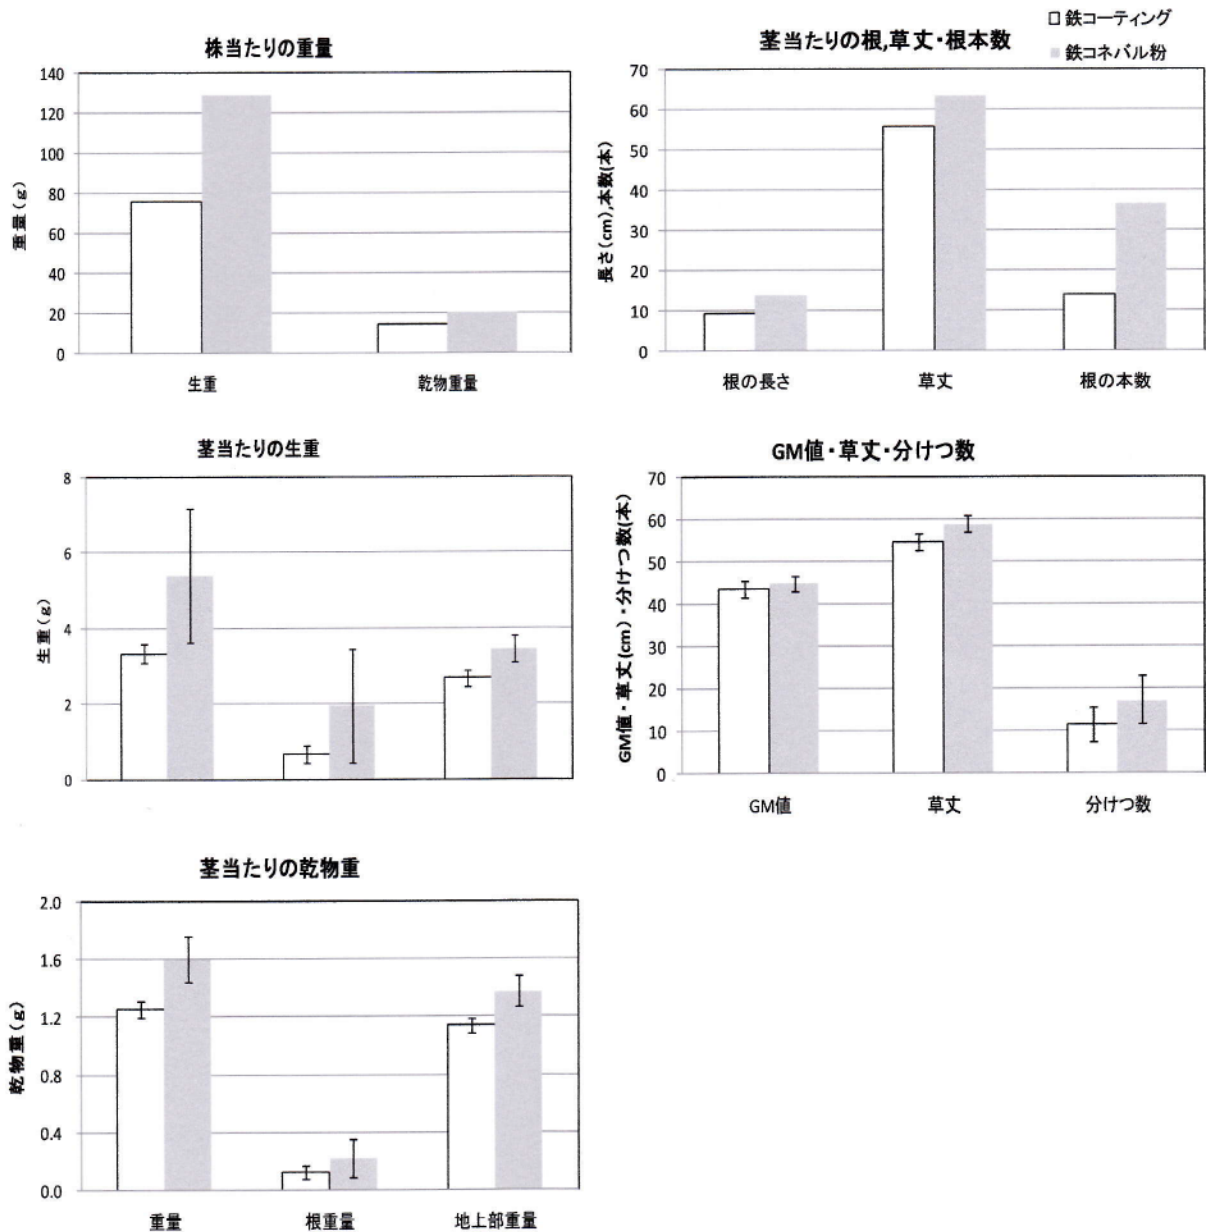 □鉄コーティング
■鉄コネバル粉
株当たりの重量
140
120
100
80
60
40
20
0
重量(g)
生重
乾物重量
茎当たりの根,草丈・根本数
70
60
50
40
30
20
10
0
長さ(cm),本数(本)
根の長さ
草丈
根の本数
茎当たりの生重
8
6
4
2
0
生重(g)
GM値・草丈・分けつ数
70
60
50
40
30
20
10
0
GM値・草丈(cm)・分けつ数(本)
GM値
草丈
分けつ数
茎当たりの乾物重
2.0
1.6
1.2
0.8
0.4
0.0
乾物重(g)
重量
根重量
地上部重量